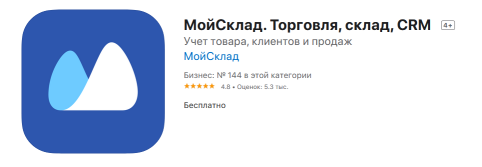 МойСклад. Торговля, склад, CRM 4+
Учет товара, клиентов и продаж
МойСклад
Бизнес: № 144 в этой категории
★★★★★ 4.8 • Оценок: 5.3 тыс.
Бесплатно